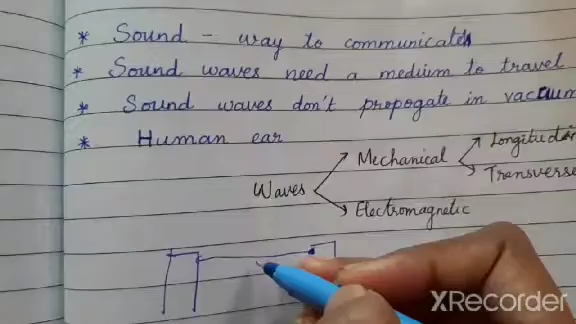 * Sound - way to communicate
* Sound waves need a medium to travel
* Sound waves don't propogate in vacuum
* Human ear
Waves
Mechanical
Longitudin
Transverse
Electromagnetic
XRecorder